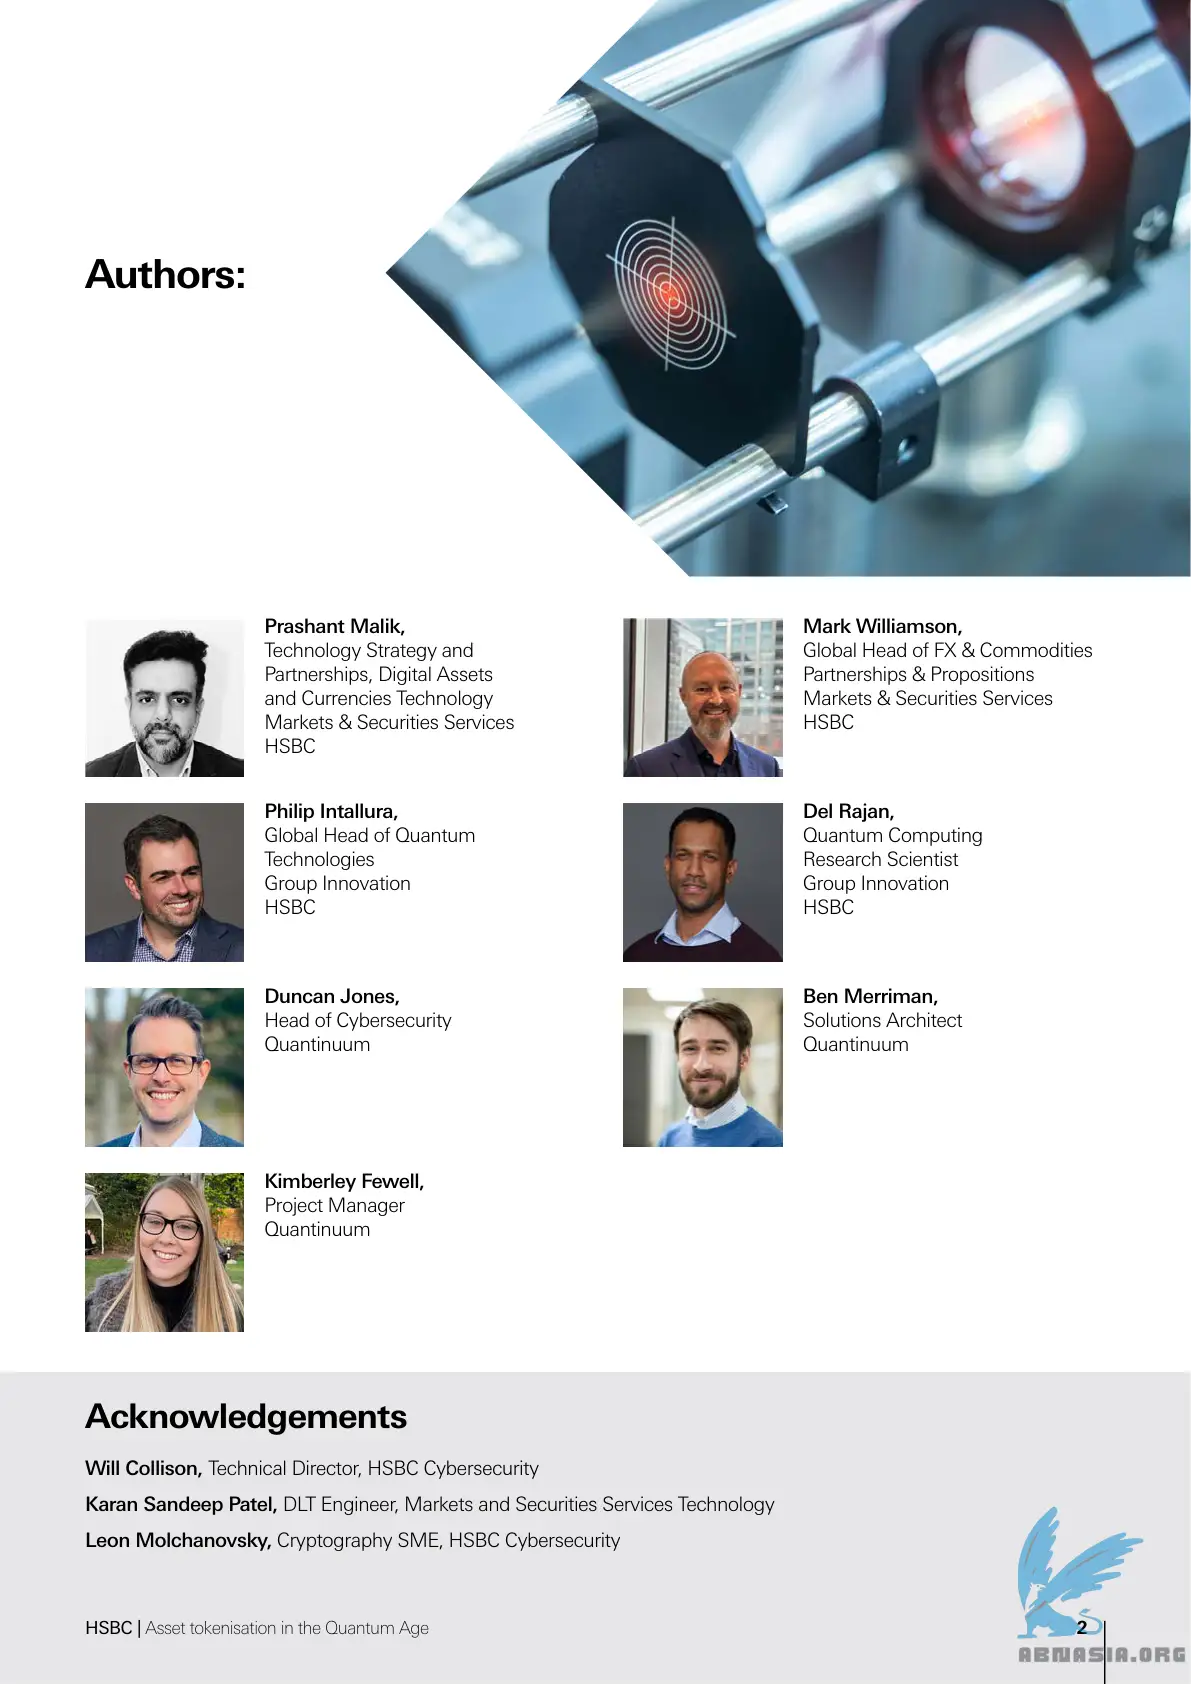 Authors:
Prashant Malik,
Technology Strategy and
Partnerships, Digital Assets
and Currencies Technology
Markets & Securities Services
HSBC
Mark Williamson,
Global Head of FX & Commodities
Partnerships & Propositions
Markets & Securities Services
HSBC
Philip Intallura,
Global Head of Quantum
Technologies
Group Innovation
HSBC
Del Rajan,
Quantum Computing
Research Scientist
Group Innovation
HSBC
Duncan Jones,
Head of Cybersecurity
Quantinuum
Ben Merriman,
Solutions Architect
Quantinuum
Kimberley Fewell,
Project Manager
Quantinuum
Acknowledgements
Will Collison, Technical Director, HSBC Cybersecurity
Karan Sandeep Patel, DLT Engineer, Markets and Securities Services Technology
Leon Molchanovsky, Cryptography SME, HSBC Cybersecurity
HSBC | Asset tokenisation in the Quantum Age
2
ABNASIA.ORG